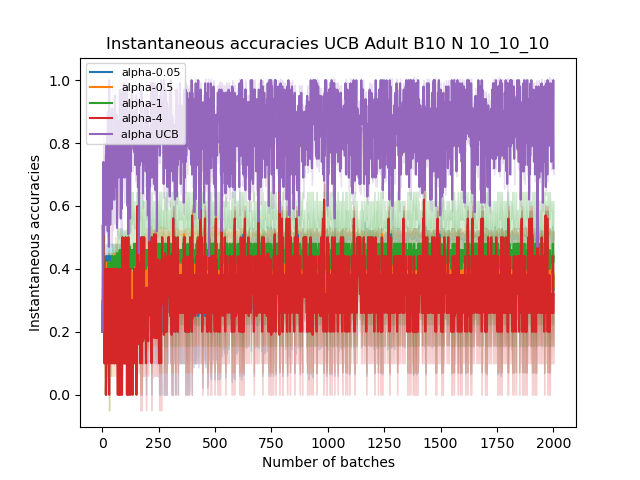 Instantaneous accuracies UCB Adult B10 N 10_10_10
alpha-0.05
alpha-0.5
alpha-1
alpha-4
alpha UCB
1.0
0.8
0.6
0.4
0.2
0.0
Instantaneous accuracies
0 250 500 750 1000 1250 1500 1750 2000
Number of batches